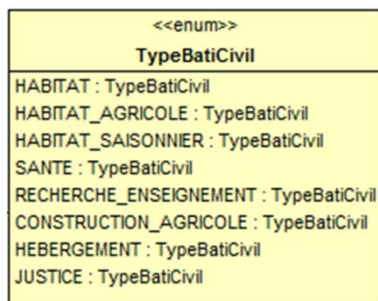 <<enum>>
TypeBatiCivil
HABITAT : TypeBatiCivil
HABITAT_AGRICOLE : TypeBatiCivil
HABITAT_SAISONNIER : TypeBatiCivil
SANTE : TypeBatiCivil
RECHERCHE_ENSEIGNEMENT : TypeBatiCivil
CONSTRUCTION_AGRICOLE : TypeBatiCivil
HEBERGEMENT : TypeBatiCivil
JUSTICE : TypeBatiCivil